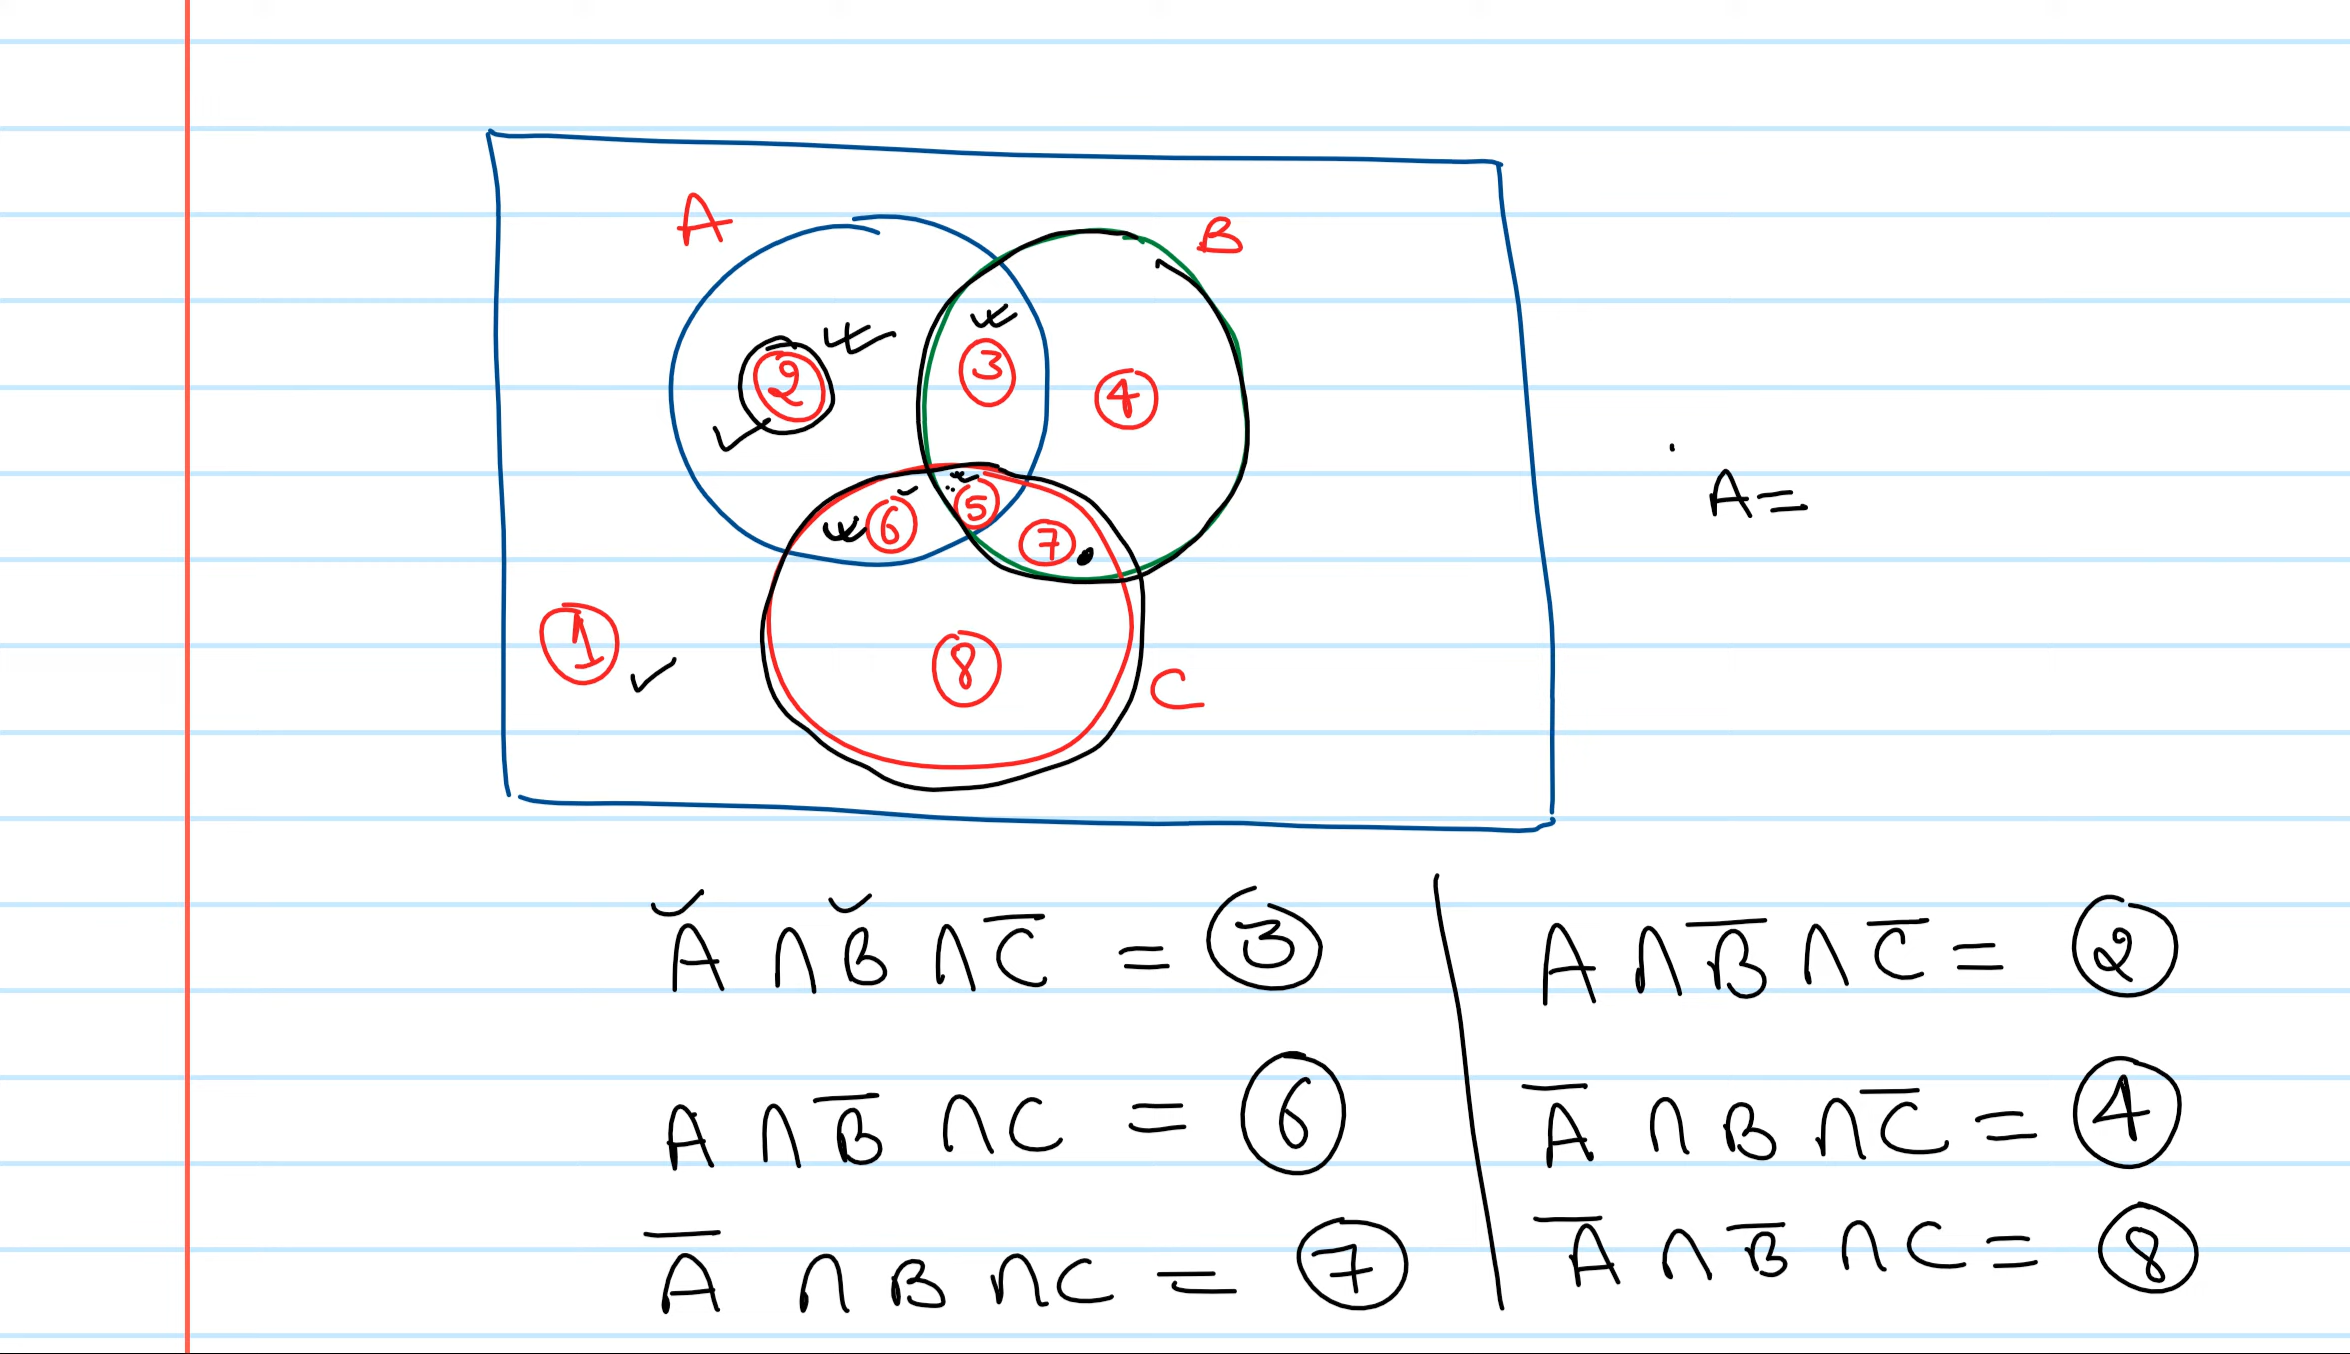 A
B
2
3
4
6
5
7
A=
1
8
C
A ∩ B ∩ C̅ = 3
A ∩ B̅ ∩ C̅ = 2
A ∩ B̅ ∩ C = 6
A̅ ∩ B ∩ C̅ = 4
A̅ ∩ B ∩ C = 7
A̅ ∩ B̅ ∩ C = 8